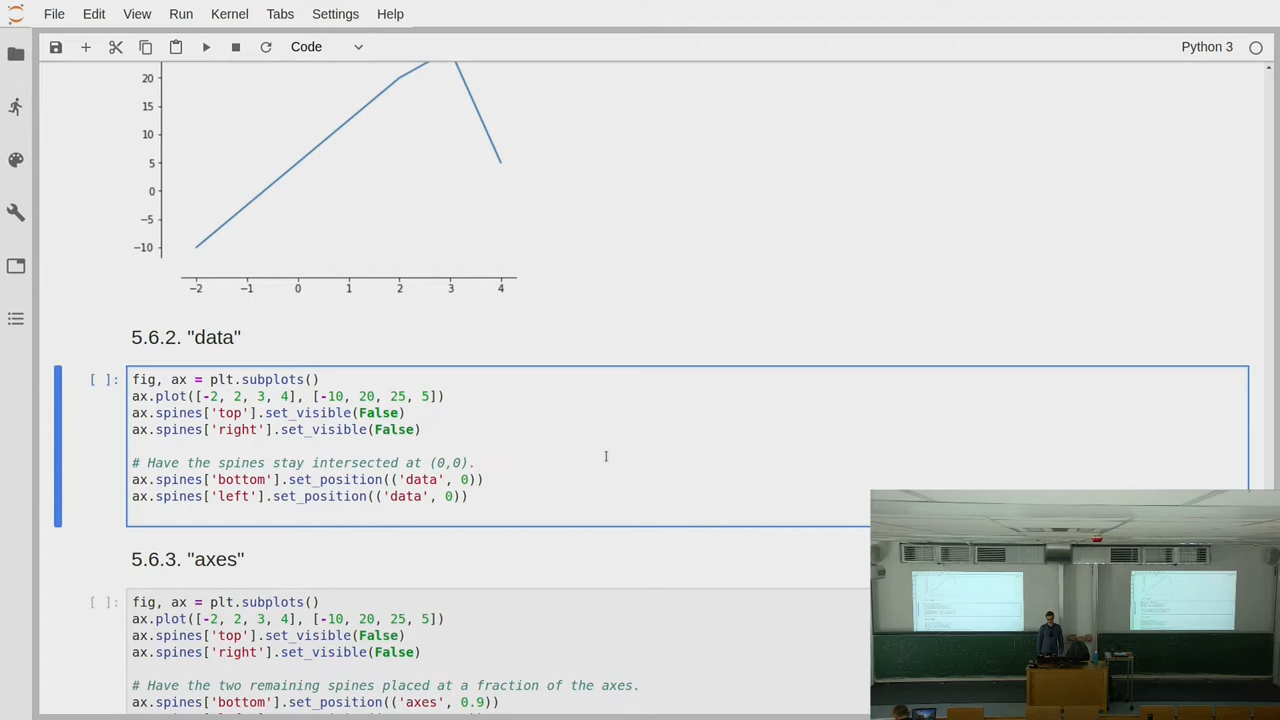 File Edit View Run Kernel Tabs Settings Help
Code
Python 3
20
15
10
5
0
−5
−10
−2 −1 0 1 2 3 4
5.6.2. "data"
[ ]:
fig, ax = plt.subplots()
ax.plot([-2, 2, 3, 4], [-10, 20, 25, 5])
ax.spines['top'].set_visible(False)
ax.spines['right'].set_visible(False)
# Have the spines stay intersected at (0,0).
ax.spines['bottom'].set_position(('data', 0))
ax.spines['left'].set_position(('data', 0))
5.6.3. "axes"
[ ]:
fig, ax = plt.subplots()
ax.plot([-2, 2, 3, 4], [-10, 20, 25, 5])
ax.spines['top'].set_visible(False)
ax.spines['right'].set_visible(False)
# Have the two remaining spines placed at a fraction of the axes.
ax.spines['bottom'].set_position(('axes', 0.9))